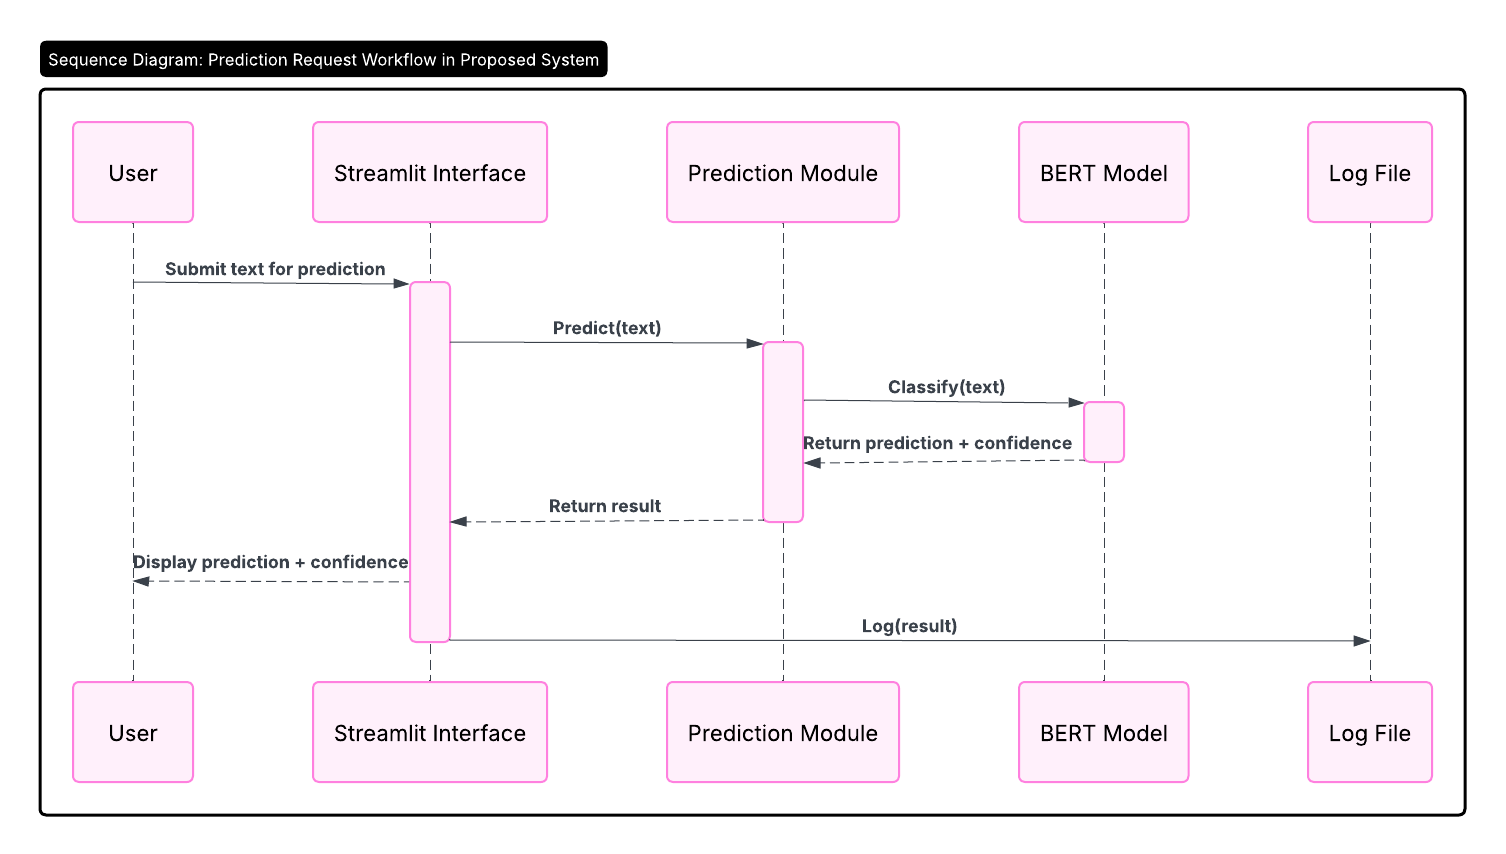 Sequence Diagram: Prediction Request Workflow in Proposed System
User
Streamlit Interface
Prediction Module
BERT Model
Log File
Submit text for prediction
Predict(text)
Classify(text)
Return prediction + confidence
Return result
Display prediction + confidence
Log(result)
User
Streamlit Interface
Prediction Module
BERT Model
Log File